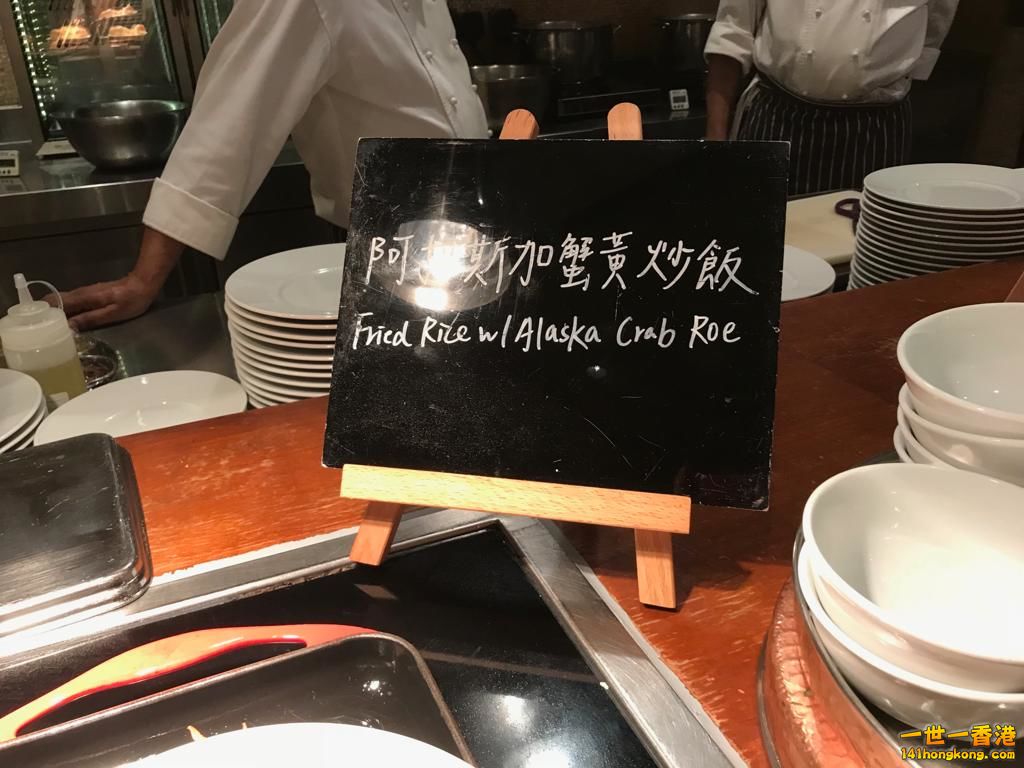 阿拉斯加蟹黃炒飯
Fried Rice w/ Alaska Crab Roe
一世一香港
141hongkong.com